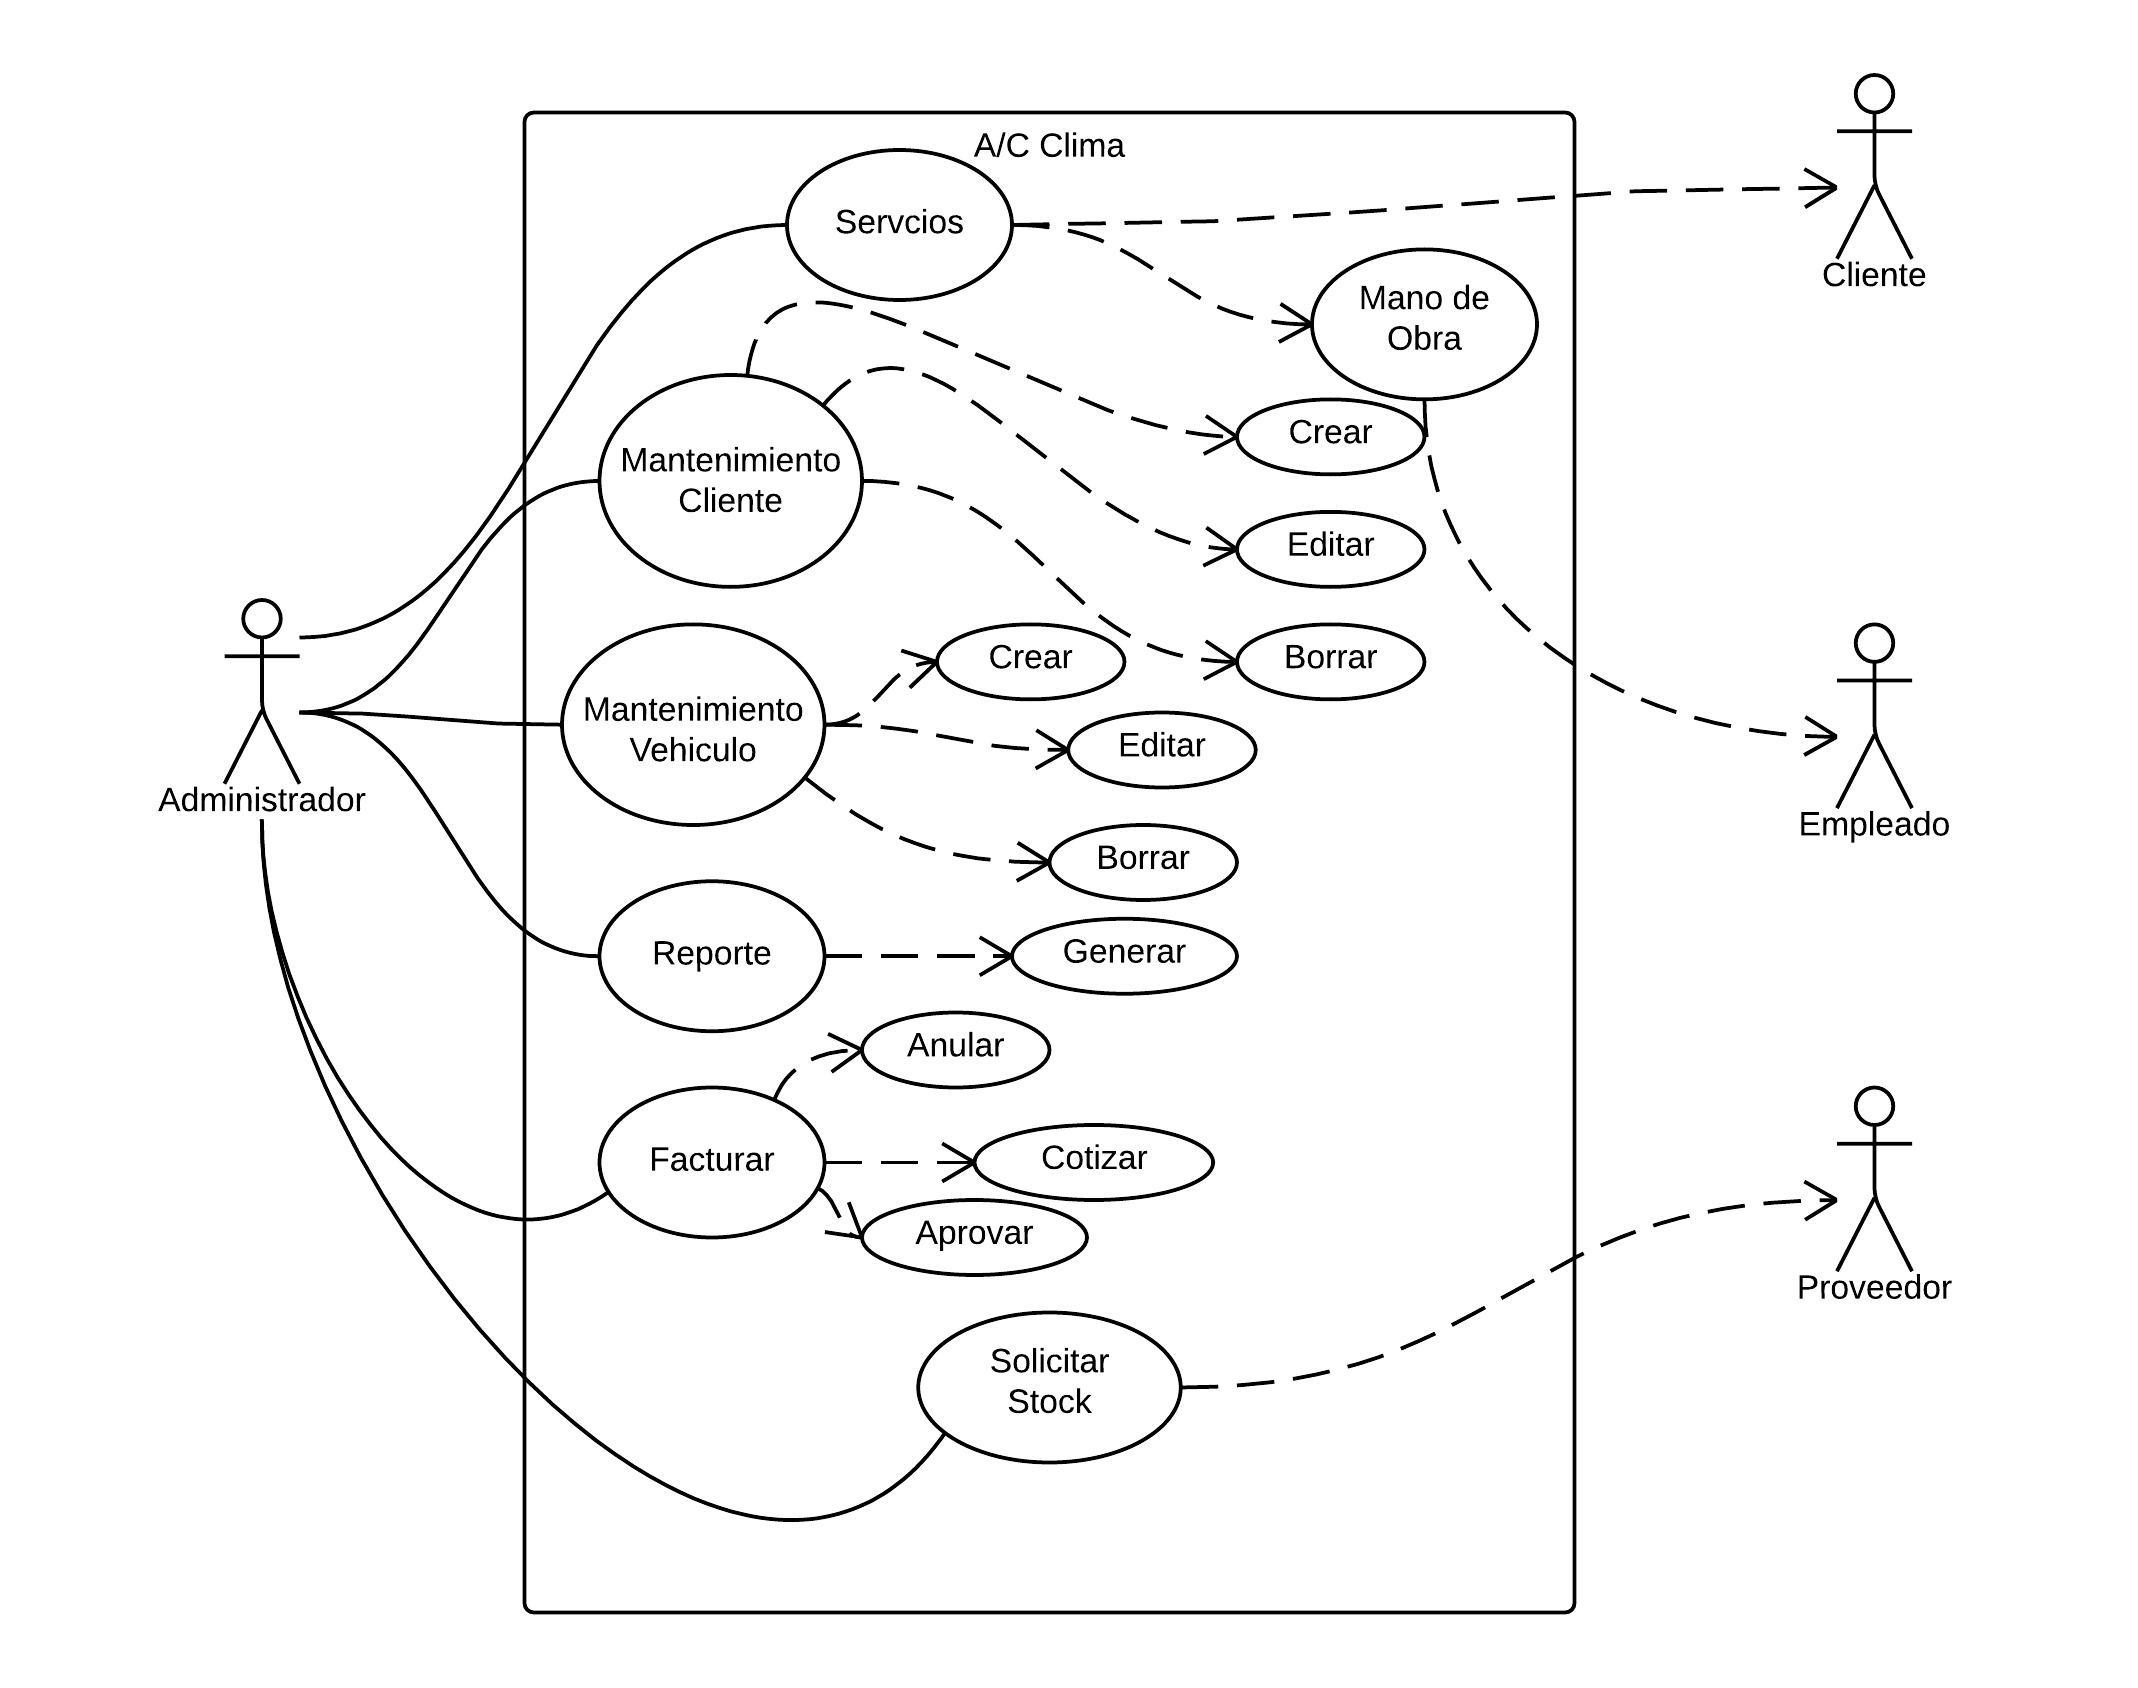 A/C Clima
Servcios
Cliente
Mano de
Obra
Crear
Mantenimiento
Cliente
Editar
Crear
Borrar
Mantenimiento
Vehiculo
Editar
Administrador
Empleado
Borrar
Reporte
Generar
Anular
Facturar
Cotizar
Aprovar
Proveedor
Solicitar
Stock